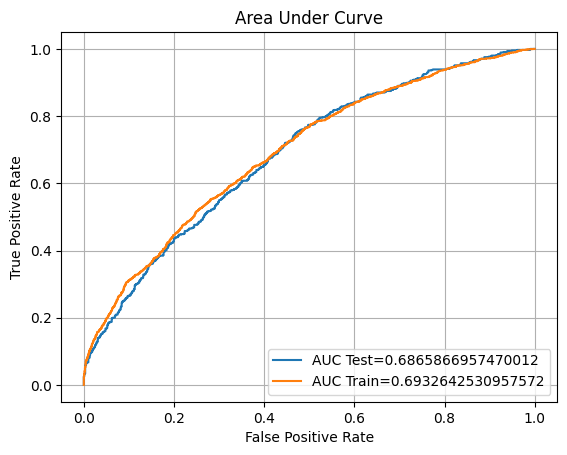 Area Under Curve
True Positive Rate
1.0
0.8
0.6
0.4
0.2
0.0
AUC Test=0.6865866957470012
AUC Train=0.6932642530957572
0.0 0.2 0.4 0.6 0.8 1.0
False Positive Rate